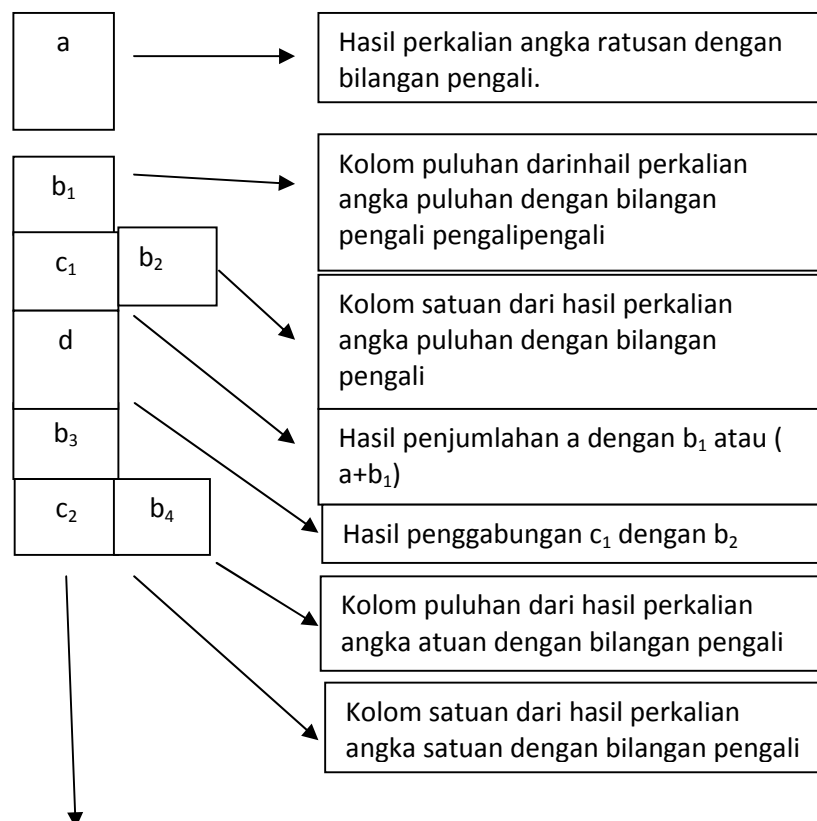 a
Hasil perkalian angka ratusan dengan
bilangan pengali.
b₁
Kolom puluhan darinhail perkalian
angka puluhan dengan bilangan
pengali pengalipengali
c₁
b₂
Kolom satuan dari hasil perkalian
angka puluhan dengan bilangan
pengali
d
b₃
Hasil penjumlahan a dengan b₁ atau (
a+b₁)
c₂
b₄
Hasil penggabungan c₁ dengan b₂
Kolom puluhan dari hasil perkalian
angka atuan dengan bilangan pengali
Kolom satuan dari hasil perkalian
angka satuan dengan bilangan pengali